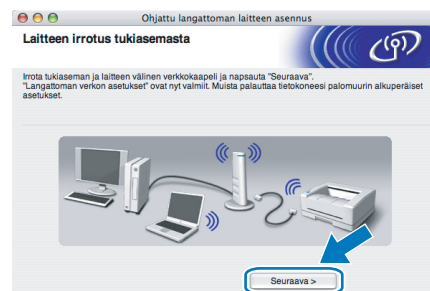 Ohjattu langattoman laitteen asennus
Laitteen irrotus tukiasemasta
Irrota tukiaseman ja laitteen välinen verkkokaapeli ja napsauta "Seuraava".
"Langattoman verkon asetukset" ovat nyt valmiit. Muista palauttaa tietokoneesi palomuurin alkuperäiset
asetukset.
Seuraava >